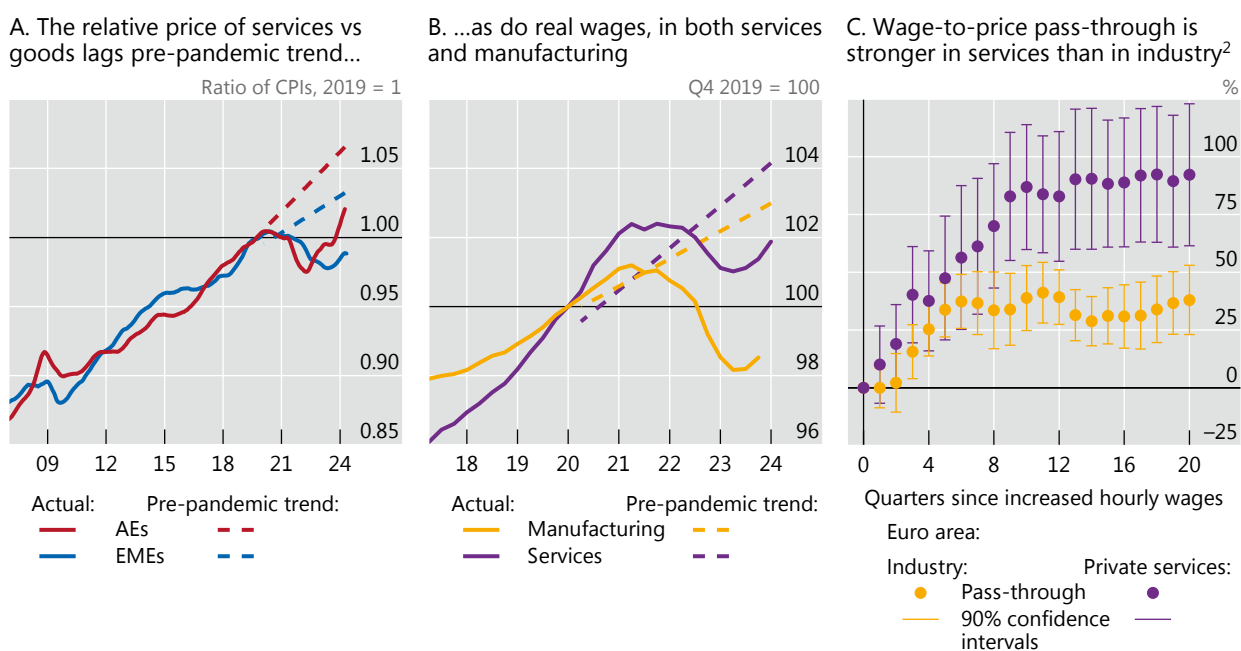 A. The relative price of services vs
goods lags pre-pandemic trend...
Ratio of CPIs, 2019 = 1
1.05
1.00
0.95
0.90
0.85
09 12 15 18 21 24
Actual: Pre-pandemic trend:
AEs
EMEs
B. ...as do real wages, in both services
and manufacturing
Q4 2019 = 100
104
102
100
98
96
18 19 20 21 22 23 24
Actual: Pre-pandemic trend:
Manufacturing
Services
C. Wage-to-price pass-through is
stronger in services than in industry2
%
100
75
50
25
0
–25
0 4 8 12 16 20
Quarters since increased hourly wages
Euro area:
Industry: Private services:
Pass-through
90% confidence
intervals